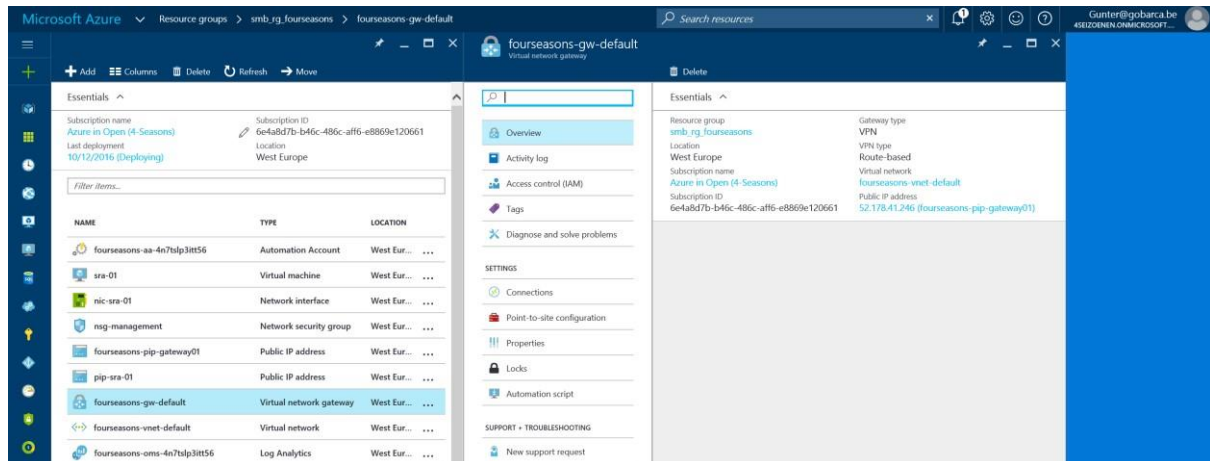 Microsoft Azure Resource groups > smb_rg_fourseasons > fourseasons-gw-default
Search resources
Gunter@gobarca.be
4SEIZOENEN.ONMICROSOFT....
Add Columns Delete Refresh Move
Essentials
Subscription name
Azure in Open (4-Seasons)
Subscription ID
6e4a8d7b-b46c-486c-aff6-e8869e120661
Last deployment
10/12/2016 (Deploying)
Location
West Europe
Filter items...
NAME TYPE LOCATION
fourseasons-aa-4n7tslp3itt56 Automation Account West Eur... ...
sra-01 Virtual machine West Eur... ...
nic-sra-01 Network interface West Eur... ...
nsg-management Network security group West Eur... ...
fourseasons-pip-gateway01 Public IP address West Eur... ...
pip-sra-01 Public IP address West Eur... ...
fourseasons-gw-default Virtual network gateway West Eur... ...
fourseasons-vnet-default Virtual network West Eur... ...
fourseasons-oms-4n7tslp3itt56 Log Analytics West Eur... ...
fourseasons-gw-default
Virtual network gateway
Overview
Activity log
Access control (IAM)
Tags
Diagnose and solve problems
SETTINGS
Connections
Point-to-site configuration
Properties
Locks
Automation script
SUPPORT + TROUBLESHOOTING
New support request
Delete
Essentials
Resource group
smb_rg_fourseasons
Location
West Europe
Subscription name
Azure in Open (4-Seasons)
Subscription ID
6e4a8d7b-b46c-486c-aff6-e8869e120661
Gateway type
VPN
VPN type
Route-based
Virtual network
fourseasons-vnet-default
Public IP address
52.178.41.246 (fourseasons-pip-gateway01)